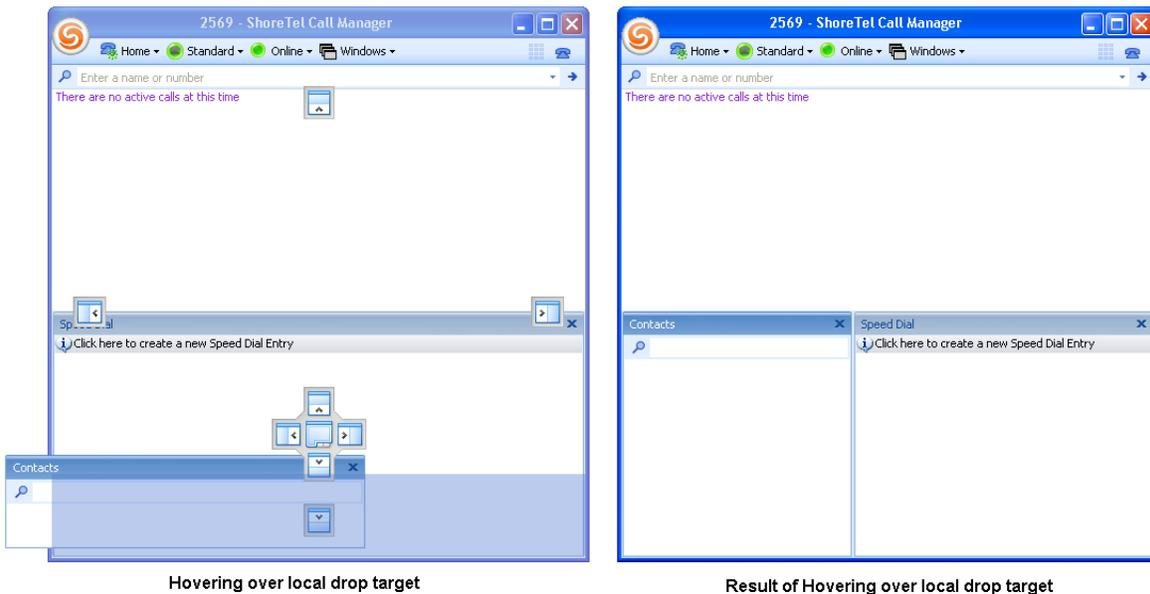 2569 - ShoreTel Call Manager
Home Standard Online Windows
Enter a name or number
There are no active calls at this time
Click here to create a new Speed Dial Entry
Contacts
Hovering over local drop target
2569 - ShoreTel Call Manager
Home Standard Online Windows
Enter a name or number
There are no active calls at this time
Contacts
Speed Dial
Click here to create a new Speed Dial Entry
Result of Hovering over local drop target